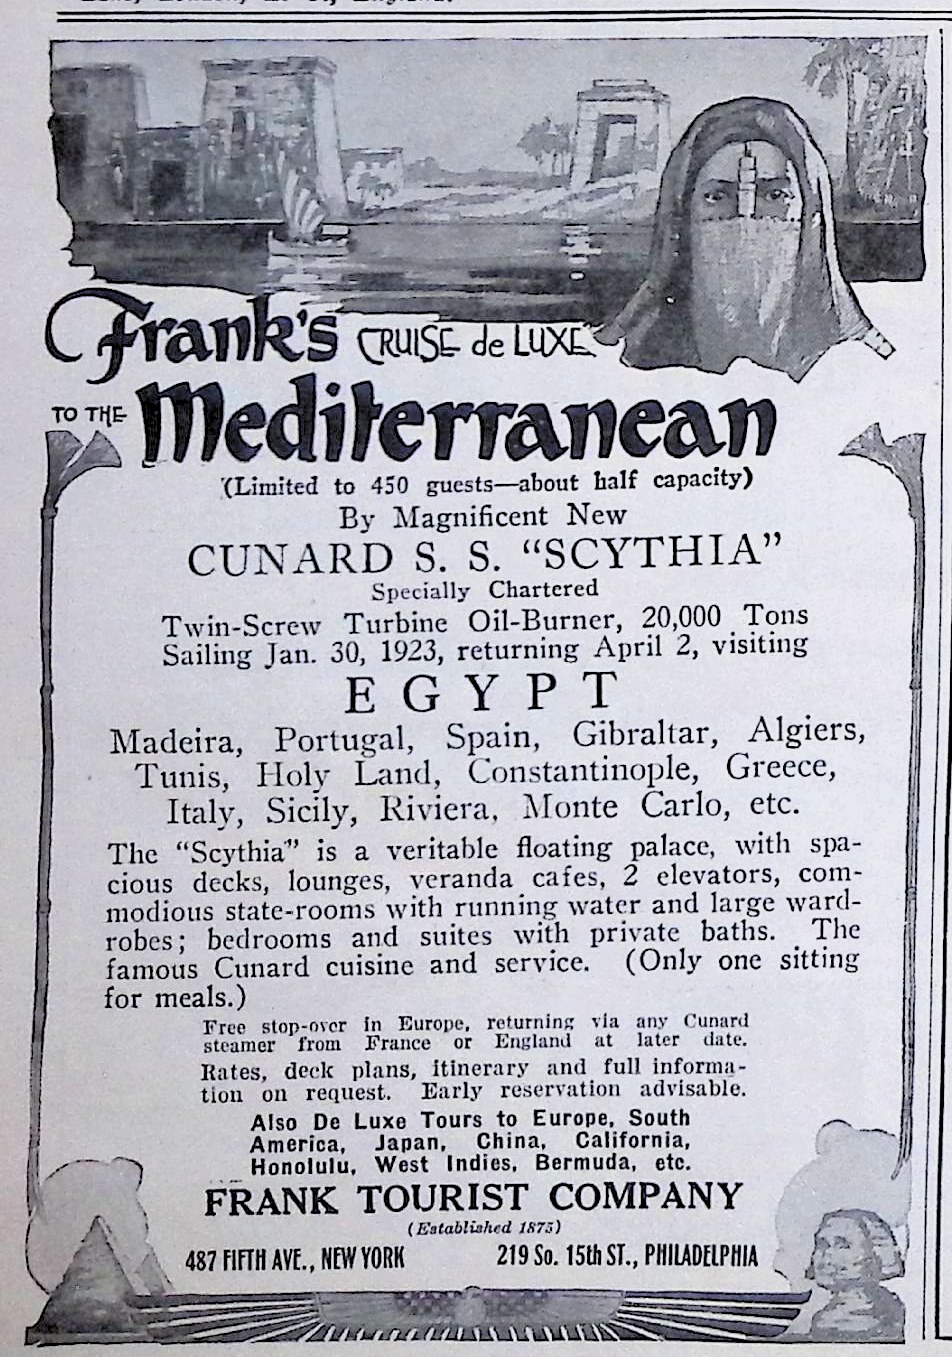 Frank's CRUISE de LUXE
TO THE Mediterranean
(Limited to 450 guests—about half capacity)
By Magnificent New
CUNARD S. S. “SCYTHIA”
Specially Chartered
Twin-Screw Turbine Oil-Burner, 20,000 Tons
Sailing Jan. 30, 1923, returning April 2, visiting
EGYPT
Madeira, Portugal, Spain, Gibraltar, Algiers,
Tunis, Holy Land, Constantinople, Greece,
Italy, Sicily, Riviera, Monte Carlo, etc.
The “Scythia” is a veritable floating palace, with spa-
cious decks, lounges, veranda cafes, 2 elevators, com-
modious state-rooms with running water and large ward-
robes; bedrooms and suites with private baths. The
famous Cunard cuisine and service. (Only one sitting
for meals.)
Free stop-over in Europe, returning via any Cunard
steamer from France or England at later date.
Rates, deck plans, itinerary and full informa-
tion on request. Early reservation advisable.
Also De Luxe Tours to Europe, South
America, Japan, China, California,
Honolulu, West Indies, Bermuda, etc.
FRANK TOURIST COMPANY
(Established 1875)
487 FIFTH AVE., NEW YORK 219 So. 15th ST., PHILADELPHIA